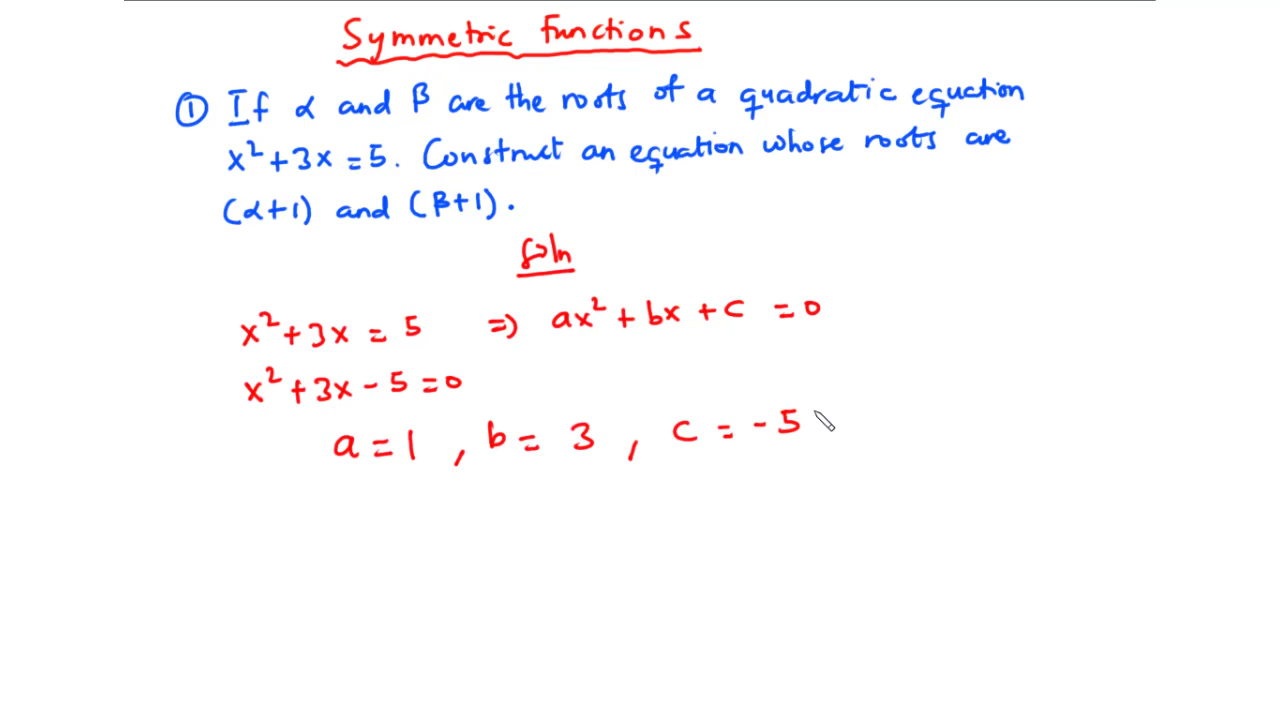 Symmetric Functions
① If α and β are the roots of a quadratic equation
x² + 3x = 5. Construct an equation whose roots are
(α+1) and (β+1).
Soln
x² + 3x = 5 => ax² + bx + c = 0
x² + 3x - 5 = 0
a = 1 , b = 3 , c = -5